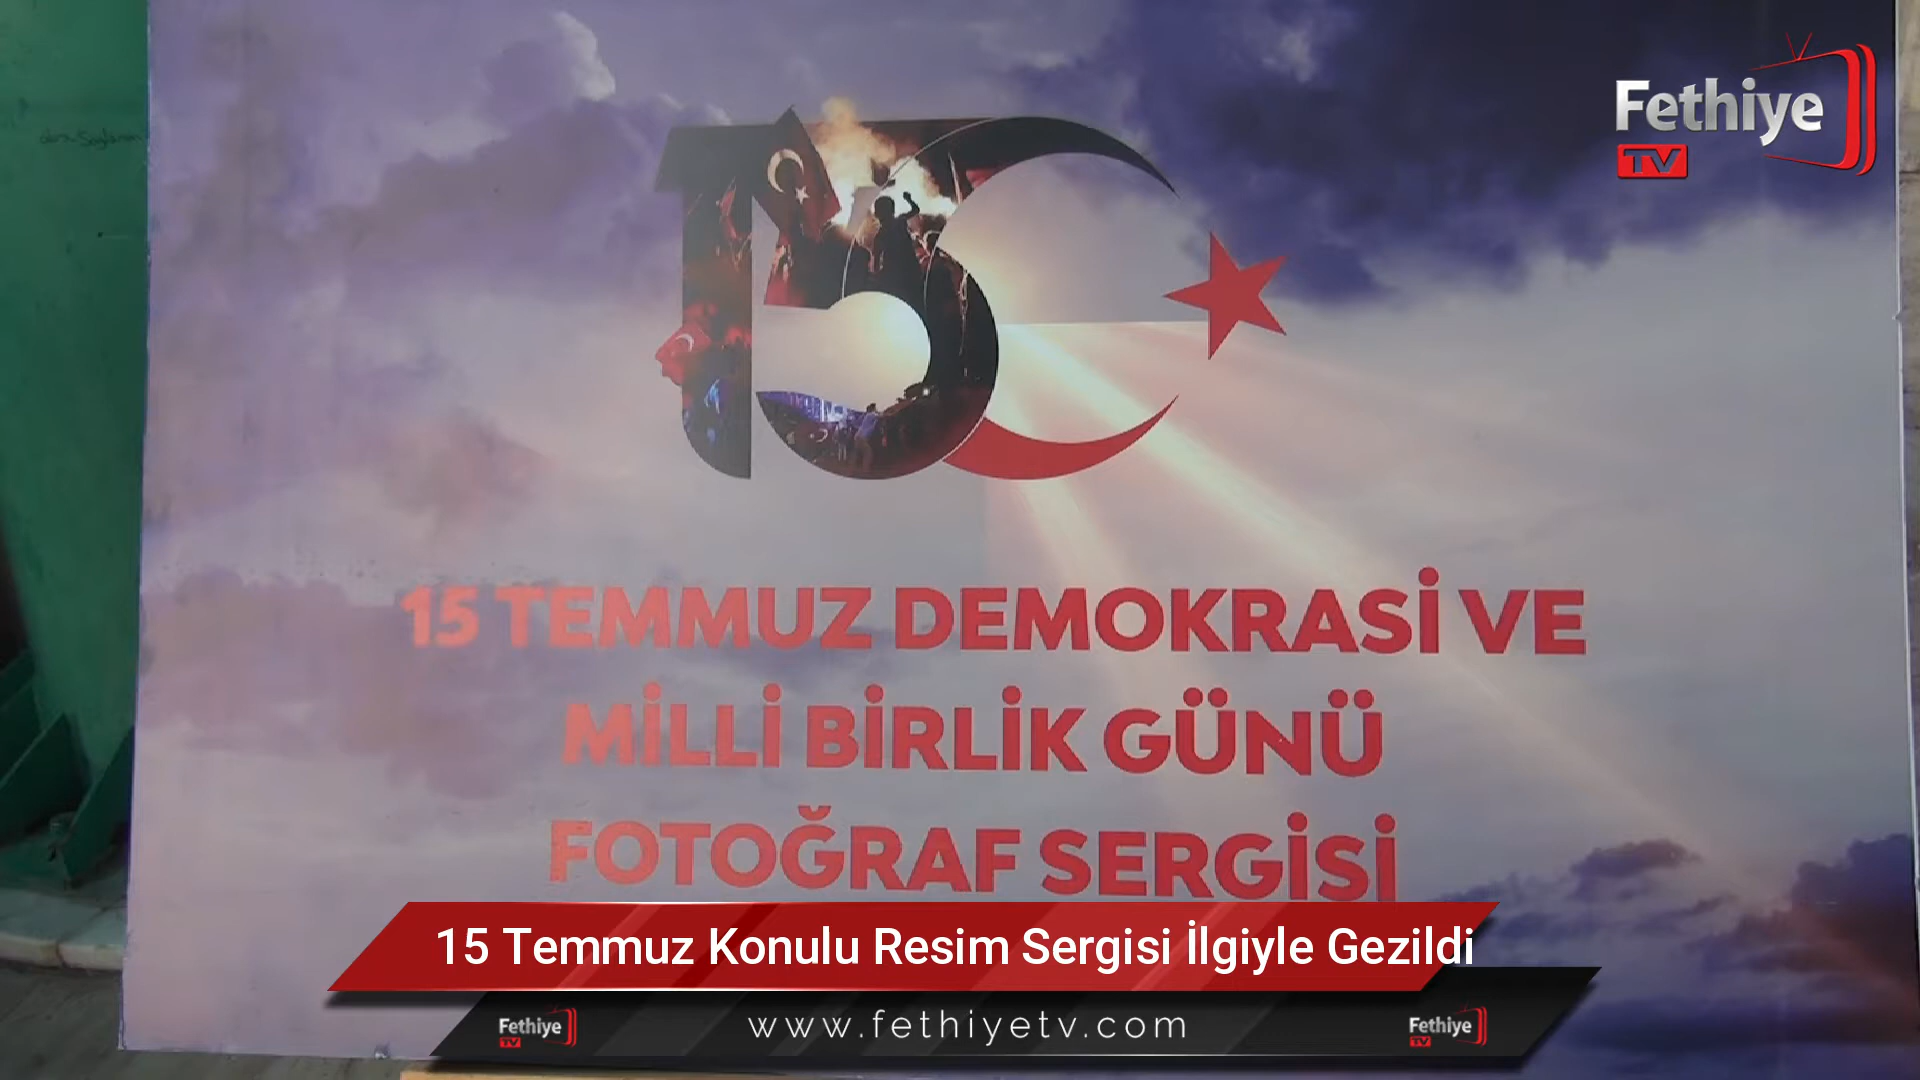 Fethiye
TV
15
15 TEMMUZ DEMOKRASİ VE
MİLLİ BİRLİK GÜNÜ
FOTOĞRAF SERGİSİ
15 Temmuz Konulu Resim Sergisi İlgiyle Gezildi
Fethiye
TV
www.fethiyetv.com
Fethiye
TV